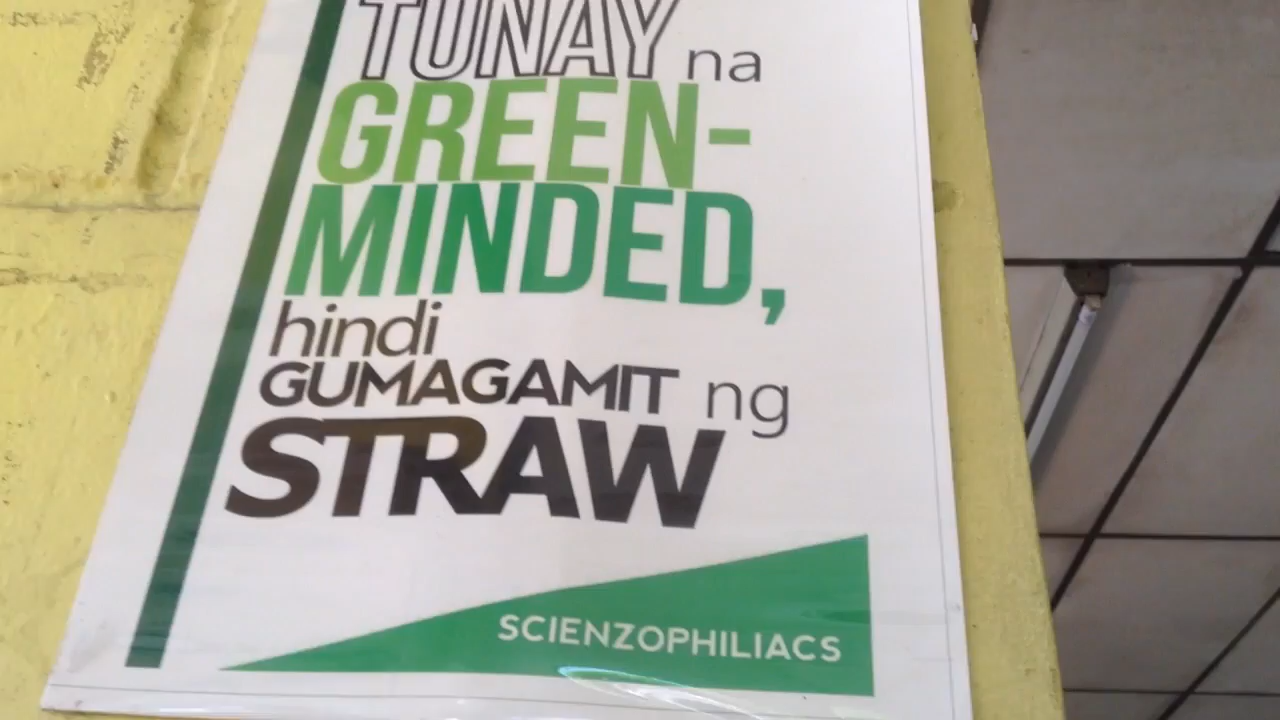 TUNAY na
GREEN-
MINDED,
hindi
GUMAGAMIT ng
STRAW
SCIENZOPHILIACS